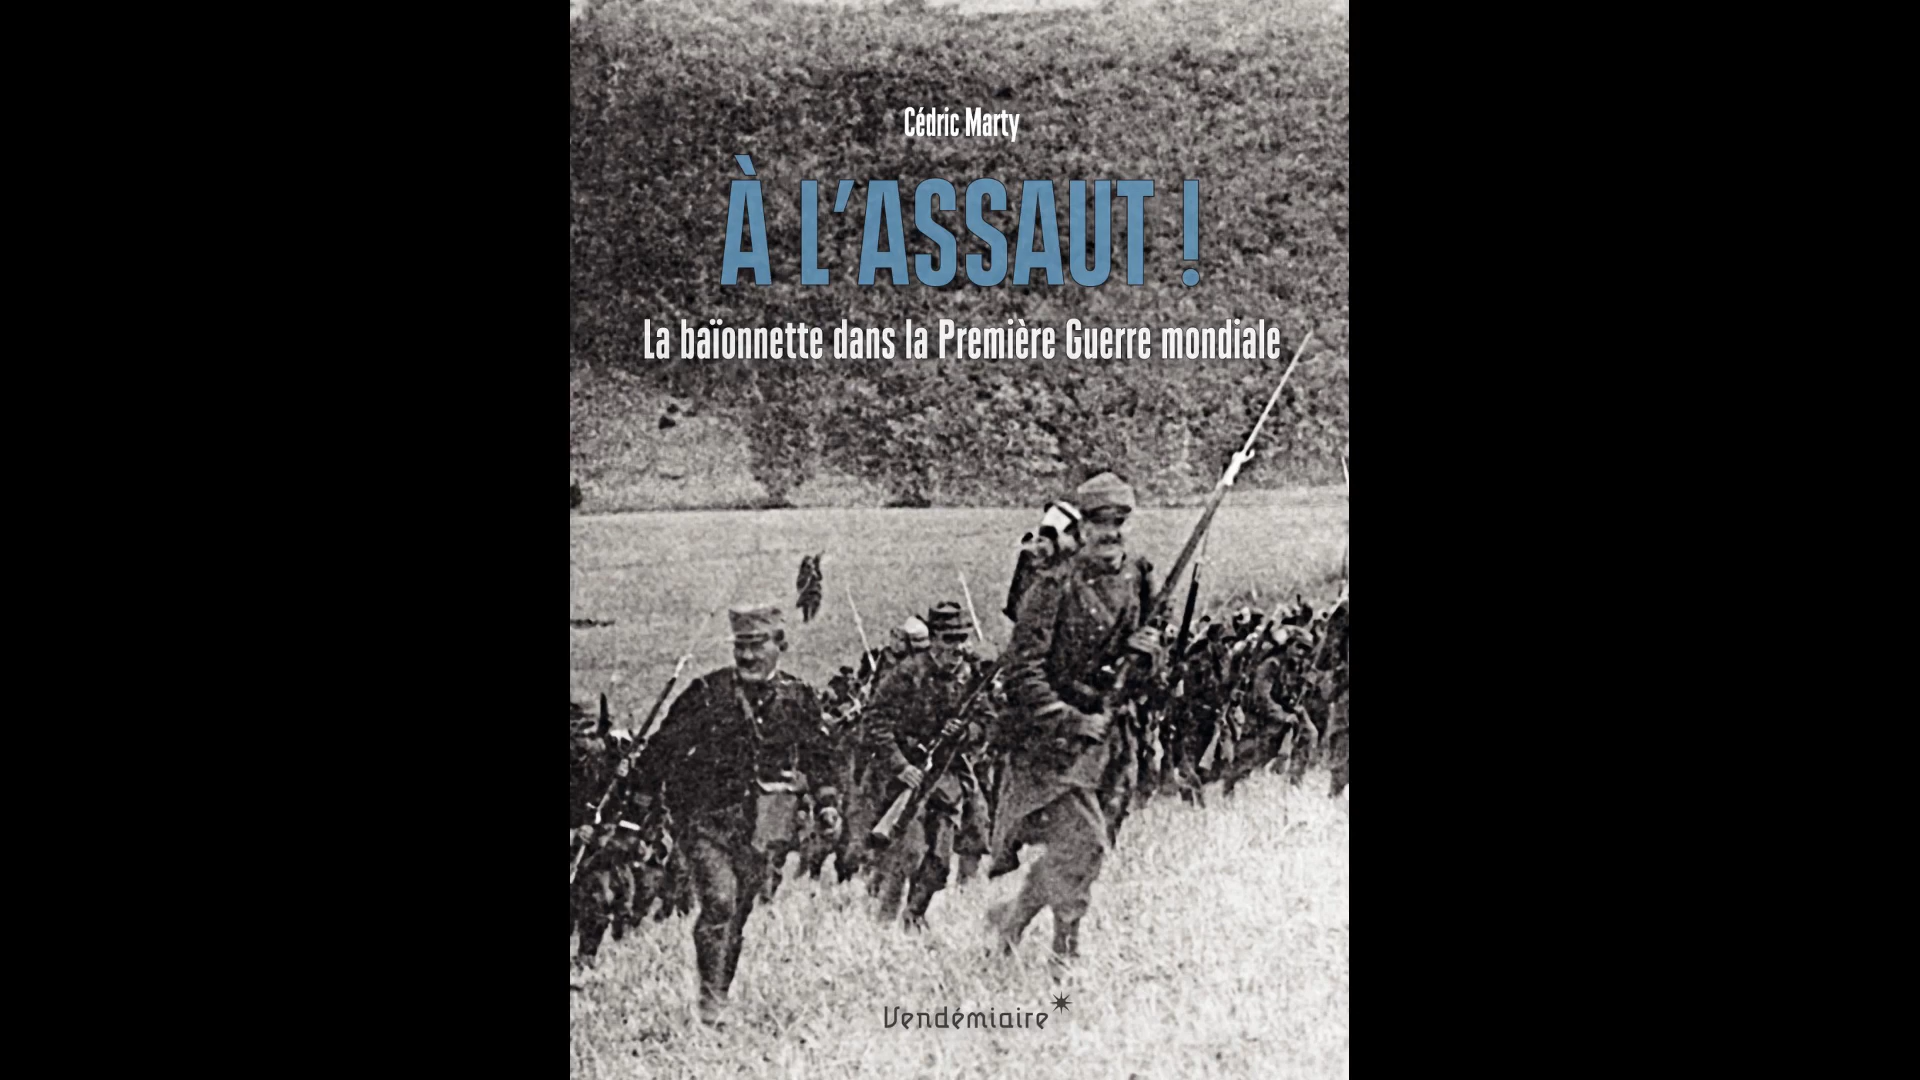 Cédric Marty
À L'ASSAUT !
La baïonnette dans la Première Guerre mondiale
Vendémiaire